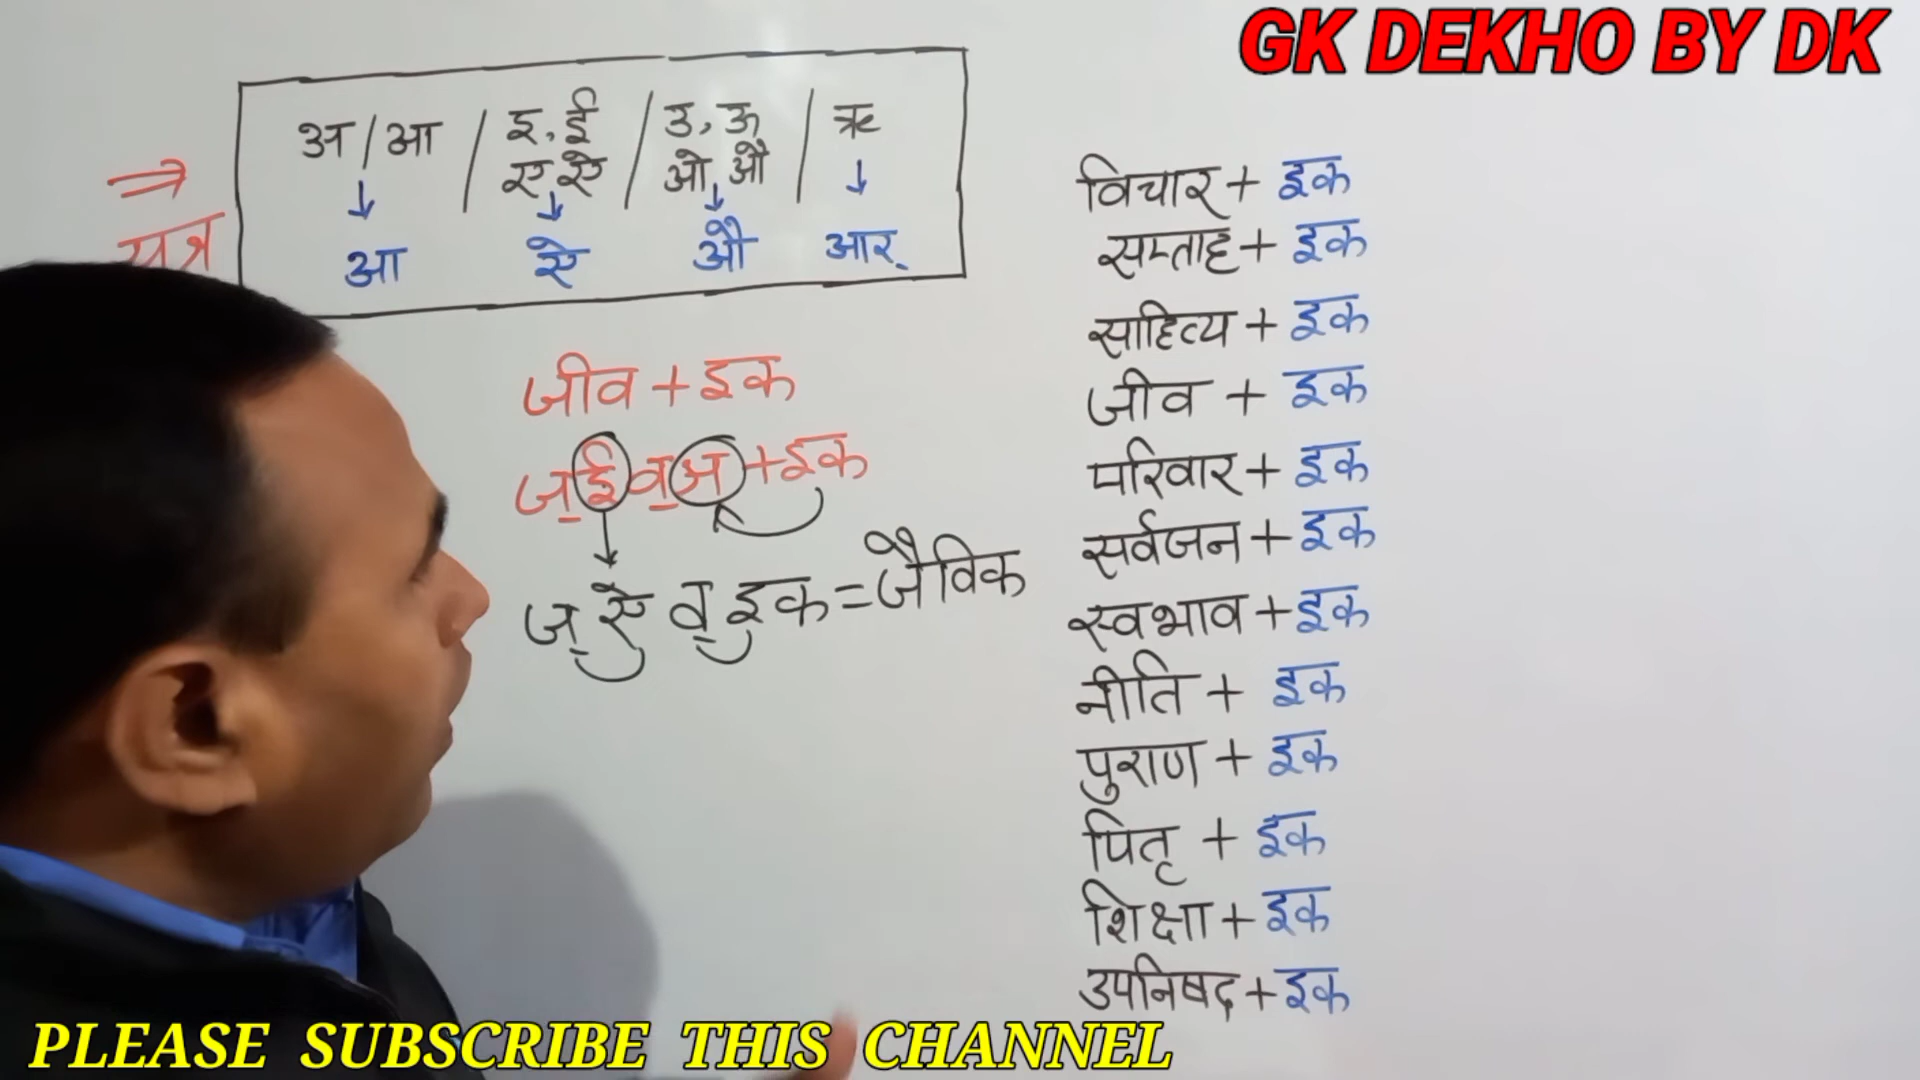 GK DEKHO BY DK
अ / आ / इ, ई / उ, ऊ / ऋ
ए, ऐ ओ, औ
⇒ ↓ ↓ ↓ ↓
सूत्र
आ ऐ औ आर्
जीव + इक
ज् ई व् अ + इक
ज् ऐ व् इक = जैविक
विचार + इक
सप्ताह + इक
साहित्य + इक
जीव + इक
परिवार + इक
सर्वजन + इक
स्वभाव + इक
नीति + इक
पुराण + इक
पितृ + इक
शिक्षा + इक
उपनिषद + इक
PLEASE SUBSCRIBE THIS CHANNEL